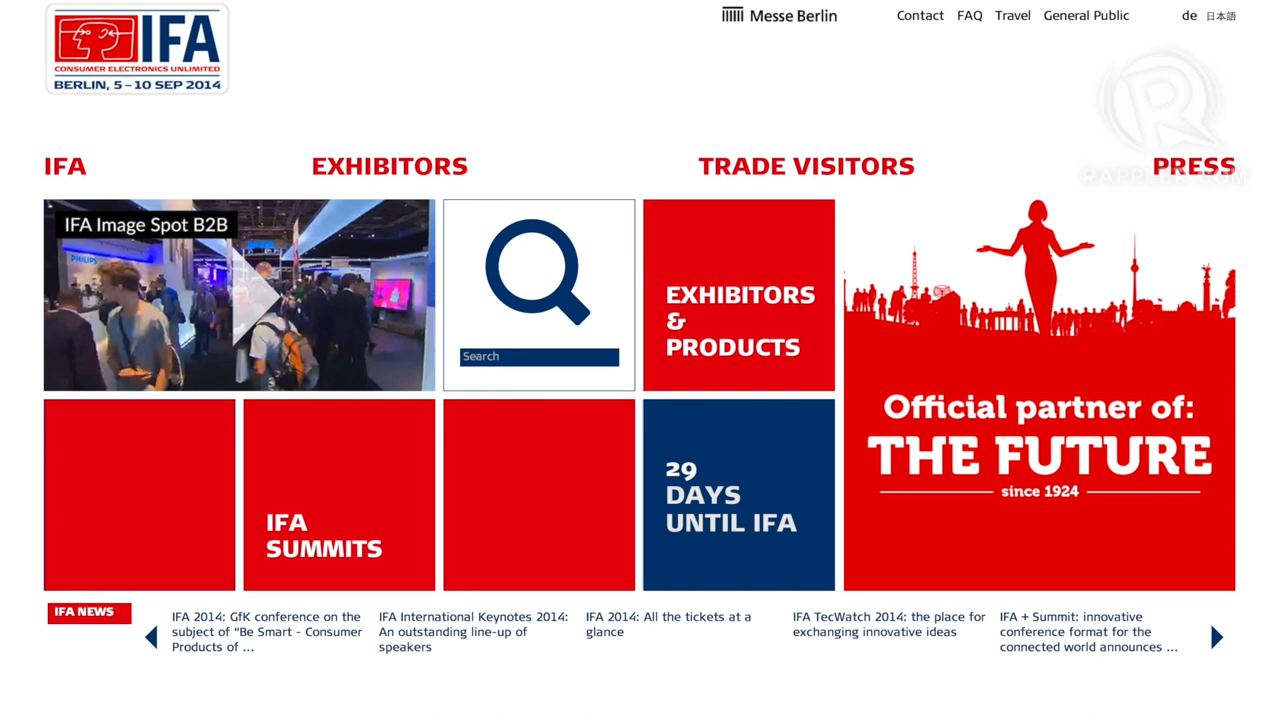 IFA
CONSUMER ELECTRONICS UNLIMITED
BERLIN, 5 – 10 SEP 2014
Messe Berlin
Contact FAQ Travel General Public
de 日本語
RAPPLER.COM
IFA EXHIBITORS TRADE VISITORS PRESS
IFA Image Spot B2B
PHILIPS
Search
EXHIBITORS
&
PRODUCTS
Official partner of:
THE FUTURE
since 1924
IFA
SUMMITS
29
DAYS
UNTIL IFA
IFA NEWS
IFA 2014: GfK conference on the
subject of “Be Smart - Consumer
Products of ...
IFA International Keynotes 2014:
An outstanding line-up of
speakers
IFA 2014: All the tickets at a
glance
IFA TecWatch 2014: the place for
exchanging innovative ideas
IFA + Summit: innovative
conference format for the
connected world announces ...